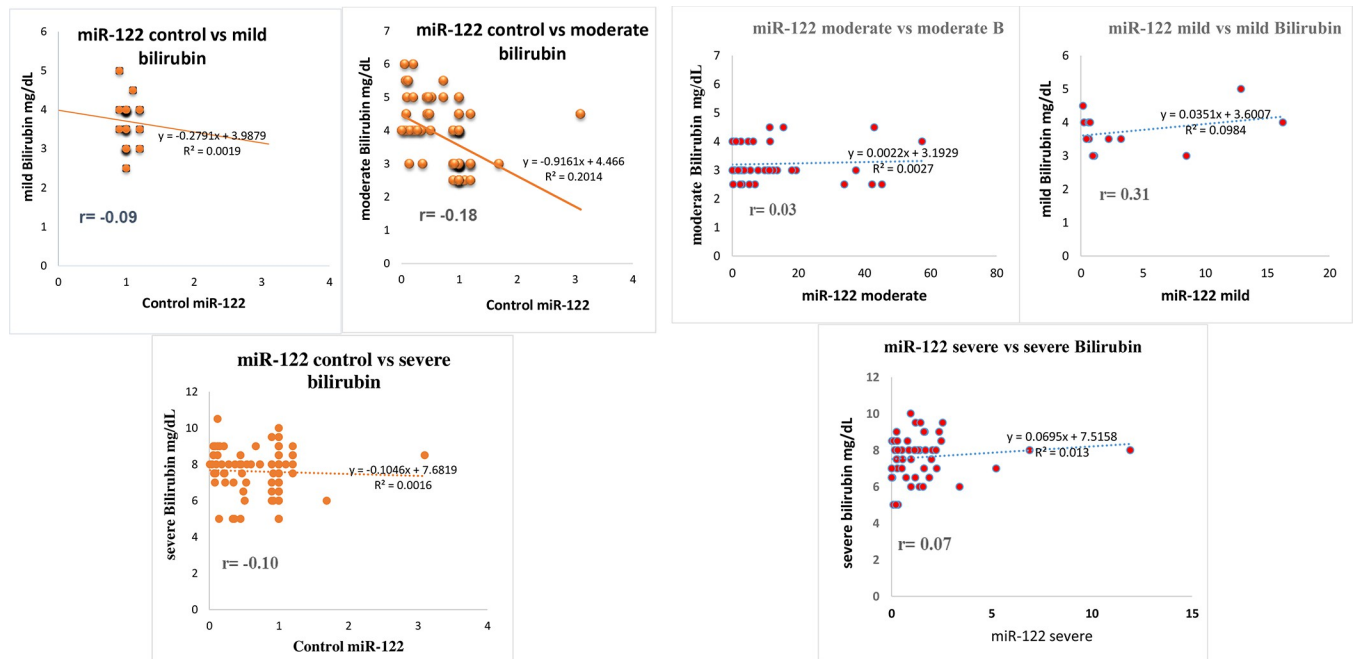 miR-122 control vs mild
bilirubin
mild Bilirubin mg/dL
6
5
4
3
2
1
0
y = -0.2791x + 3.9879
R² = 0.0019
r= -0.09
0 1 2 3 4
Control miR-122
miR-122 control vs moderate
bilirubin
moderate Bilirubin mg/dL
7
6
5
4
3
2
1
0
y = -0.9161x + 4.466
R² = 0.2014
r= -0.18
0 1 2 3 4
Control miR-122
miR-122 moderate vs moderate B
moderate Bilirubin mg/dL
7
6
5
4
3
2
1
0
y = 0.0022x + 3.1929
R² = 0.0027
r= 0.03
0 20 40 60 80
miR-122 moderate
miR-122 mild vs mild Bilirubin
mild Bilirubin mg/dL
6
5
4
3
2
1
0
y = 0.0351x + 3.6007
R² = 0.0984
r= 0.31
0 5 10 15 20
miR-122 mild
miR-122 control vs severe
bilirubin
severe Bilirubin mg/dL
12
10
8
6
4
2
0
y = -0.1046x + 7.6819
R² = 0.0016
r= -0.10
0 1 2 3 4
Control miR-122
miR-122 severe vs severe Bilirubin
severe bilirubin mg/dL
12
10
8
6
4
2
0
y = 0.0695x + 7.5158
R² = 0.013
r= 0.07
0 5 10 15
miR-122 severe